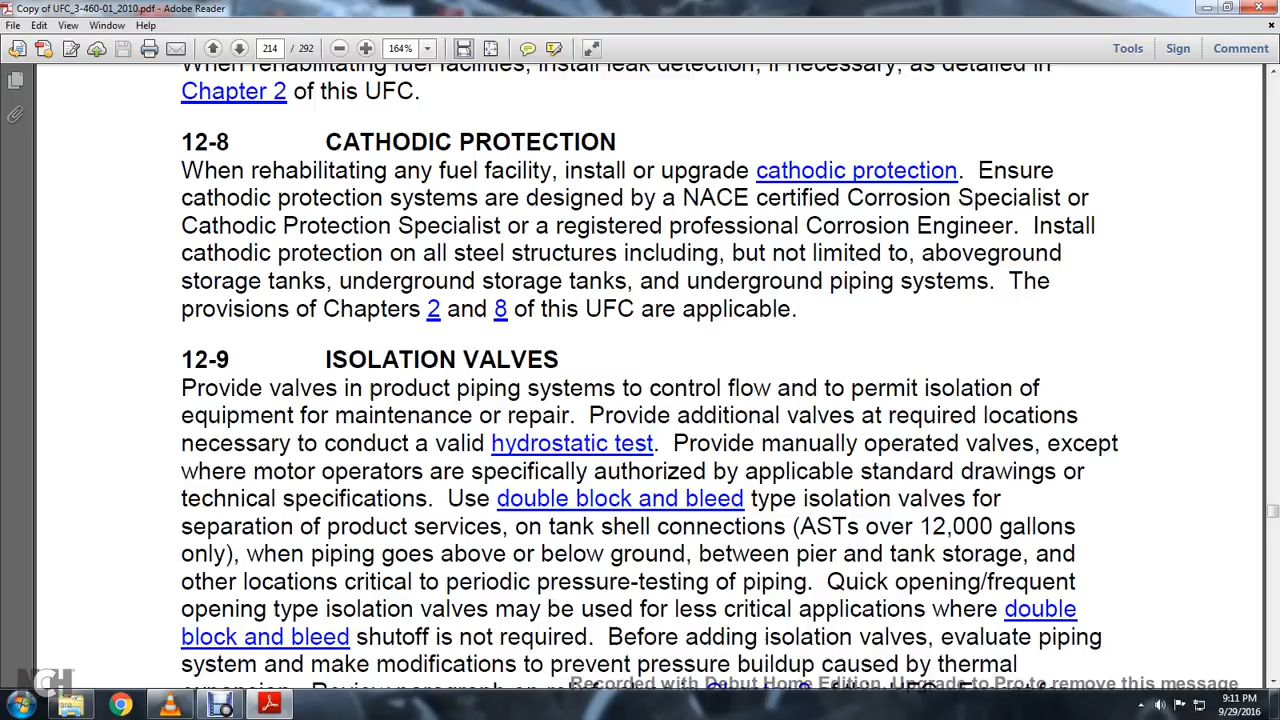 Copy of UFC_3-460-01_2010.pdf - Adobe Reader
File Edit View Window Help
214 / 292 164% Tools Sign Comment
When rehabilitating fuel facilities, install leak detection, if necessary, as detailed in
Chapter 2 of this UFC.
12-8 CATHODIC PROTECTION
When rehabilitating any fuel facility, install or upgrade cathodic protection. Ensure
cathodic protection systems are designed by a NACE certified Corrosion Specialist or
Cathodic Protection Specialist or a registered professional Corrosion Engineer. Install
cathodic protection on all steel structures including, but not limited to, aboveground
storage tanks, underground storage tanks, and underground piping systems. The
provisions of Chapters 2 and 8 of this UFC are applicable.
12-9 ISOLATION VALVES
Provide valves in product piping systems to control flow and to permit isolation of
equipment for maintenance or repair. Provide additional valves at required locations
necessary to conduct a valid hydrostatic test. Provide manually operated valves, except
where motor operators are specifically authorized by applicable standard drawings or
technical specifications. Use double block and bleed type isolation valves for
separation of product services, on tank shell connections (ASTs over 12,000 gallons
only), when piping goes above or below ground, between pier and tank storage, and
other locations critical to periodic pressure-testing of piping. Quick opening/frequent
opening type isolation valves may be used for less critical applications where double
block and bleed shutoff is not required. Before adding isolation valves, evaluate piping
system and make modifications to prevent pressure buildup caused by thermal
Recorded with Debut Home Edition. Upgrade to Pro to remove this message
NCH
9:11 PM
9/29/2016